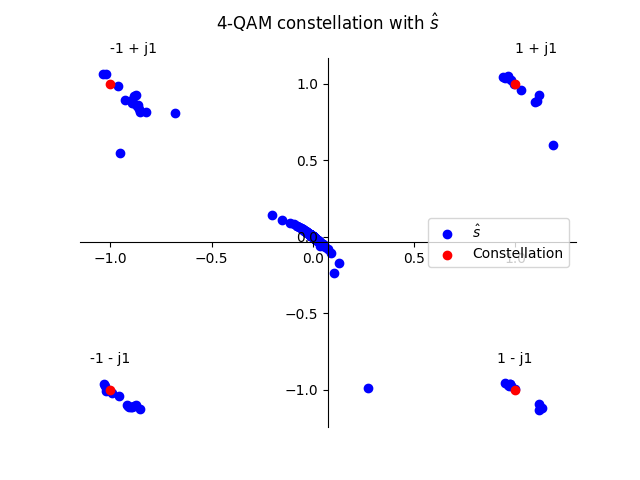 4-QAM constellation with ŝ
-1 + j1
1 + j1
1.0
0.5
0.0
ŝ
Constellation
−1.0
−0.5
0.0
0.5
1.0
−0.5
-1 - j1
1 - j1
−1.0